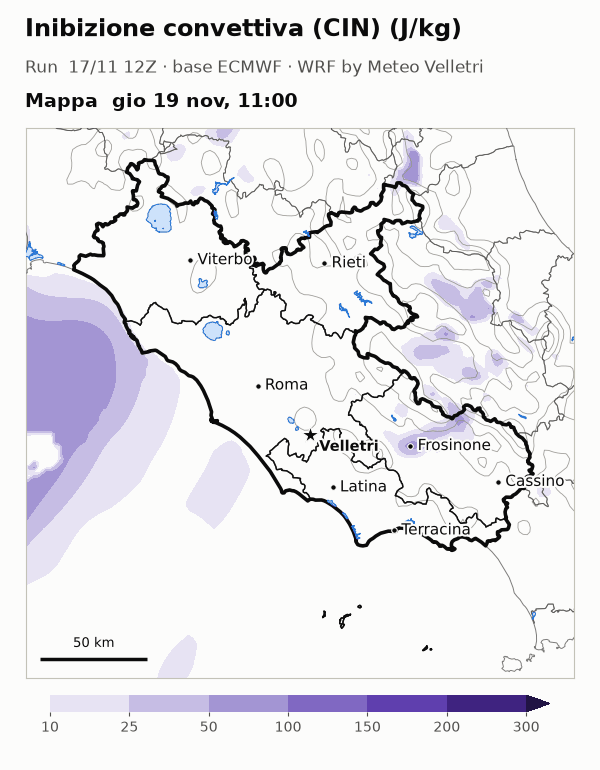 Inibizione convettiva (CIN) (J/kg)
Run  17/11 12Z · base ECMWF · WRF by Meteo Velletri
Mappa  gio 19 nov, 11:00
Viterbo
Rieti
Roma
Velletri
Frosinone
Latina
Cassino
Terracina
50 km
10 25 50 100 150 200 300